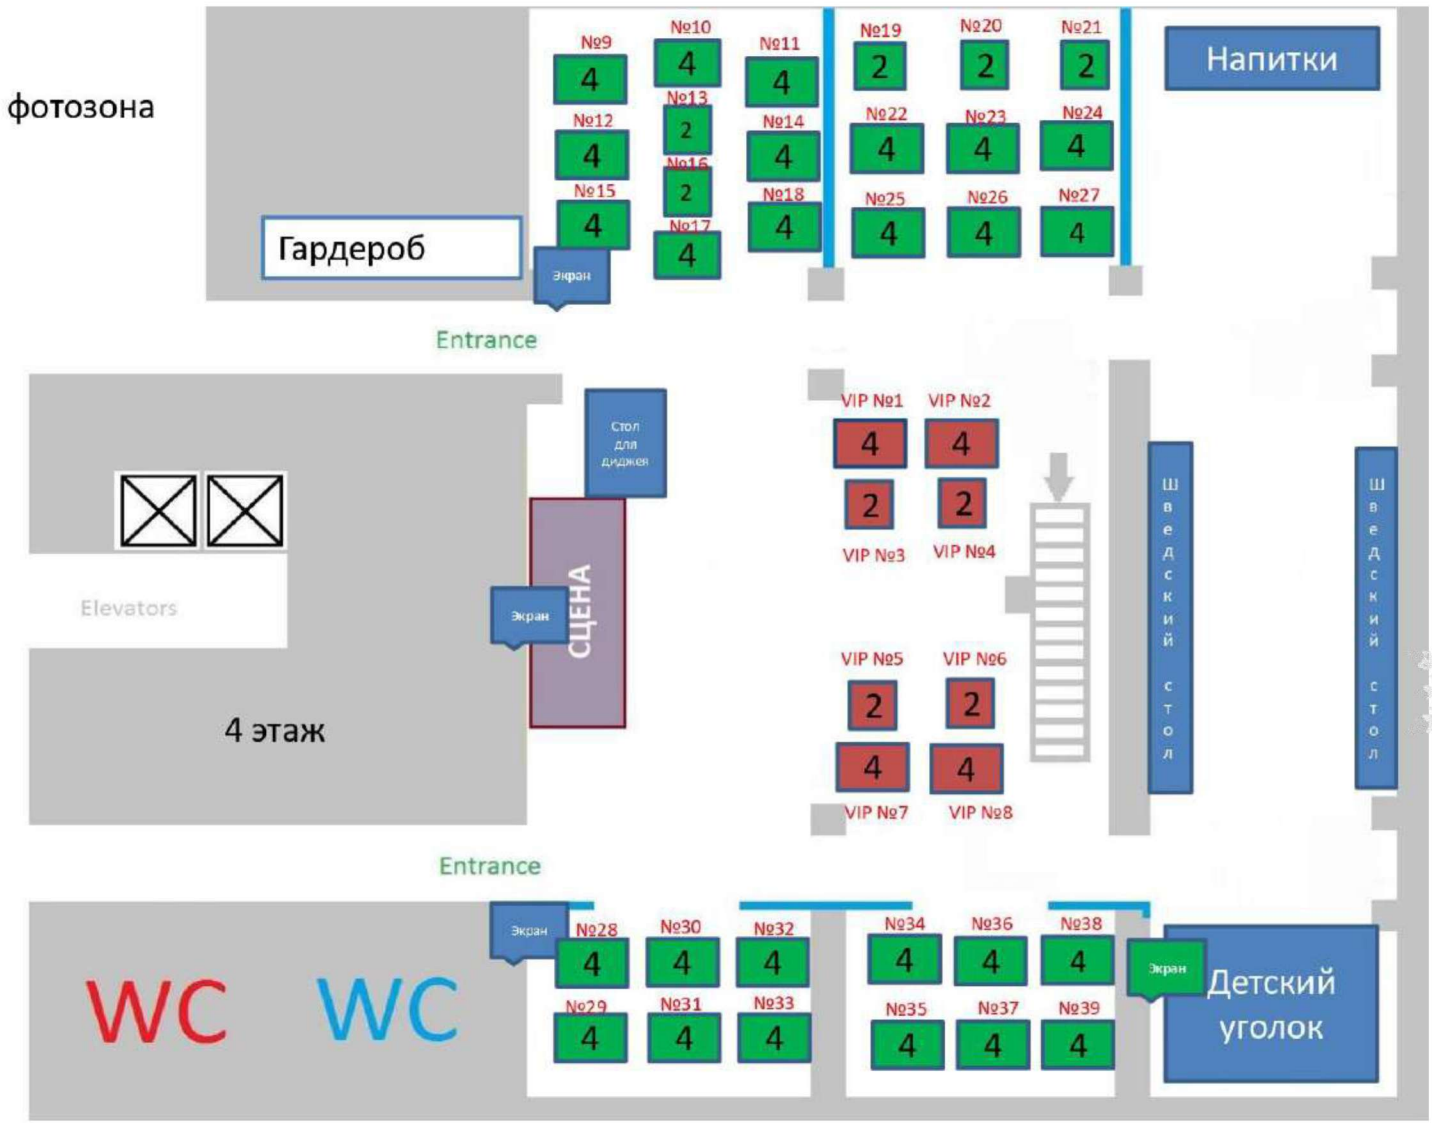 фотозона
№9
4
№10
4
№11
4
№12
4
№13
2
№14
4
№15
4
№16
2
№17
4
№18
4
№19
2
№20
2
№21
2
№22
4
№23
4
№24
4
№25
4
№26
4
№27
4
Напитки
Гардероб
Экран
Entrance
Стол
для
диджея
VIP №1
4
VIP №2
4
2
VIP №3
2
VIP №4
Elevators
Экран
СЦЕНА
4 этаж
VIP №5
2
VIP №6
2
4
VIP №7
4
VIP №8
Шведский стол
Шведский стол
Entrance
Экран
№28
4
№30
4
№32
4
№29
4
№31
4
№33
4
№34
4
№36
4
№38
4
№35
4
№37
4
№39
4
Экран
Детский
уголок
WC
WC